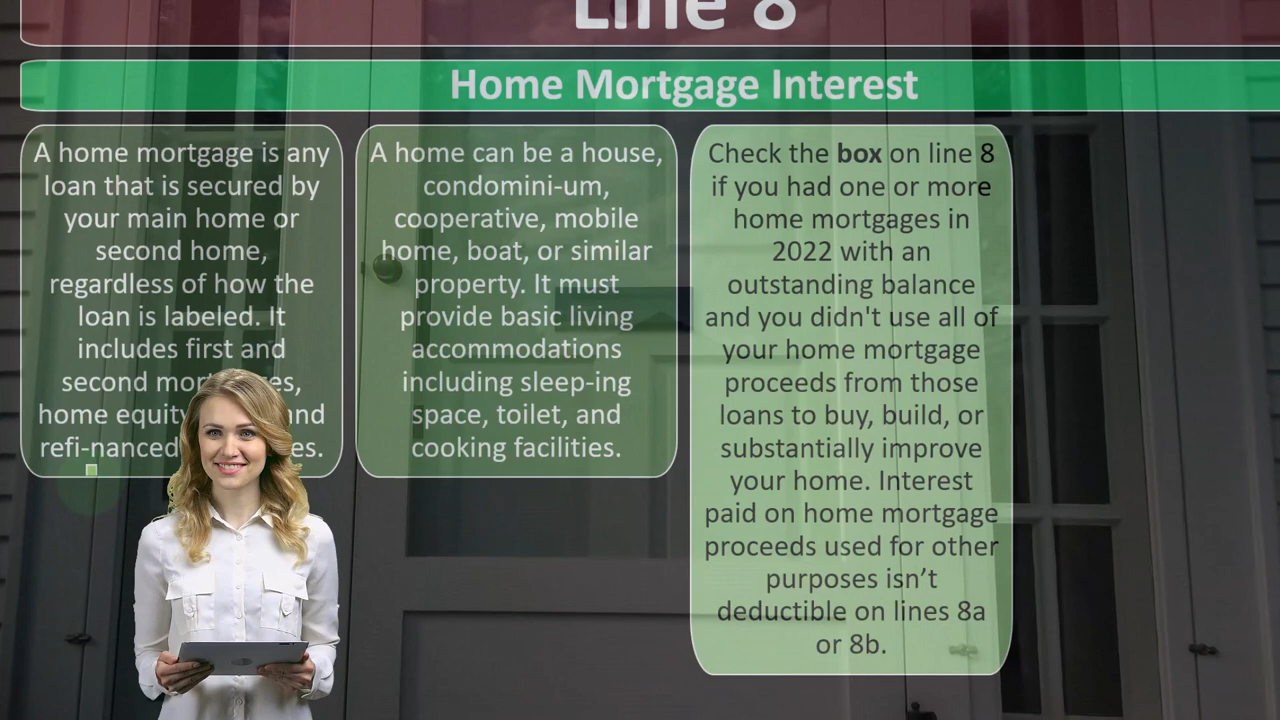 Line 8
Home Mortgage Interest
A home mortgage is any
loan that is secured by
your main home or
second home,
regardless of how the
loan is labeled. It
includes first and
second
home equity and
refi-nanced
A home can be a house,
condomini-um,
cooperative, mobile
home, boat, or similar
property. It must
provide basic living
accommodations
including sleep-ing
space, toilet, and
cooking facilities.
Check the box on line 8
if you had one or more
home mortgages in
2022 with an
outstanding balance
and you didn't use all of
your home mortgage
proceeds from those
loans to buy, build, or
substantially improve
your home. Interest
paid on home mortgage
proceeds used for other
purposes isn’t
deductible on lines 8a
or 8b.